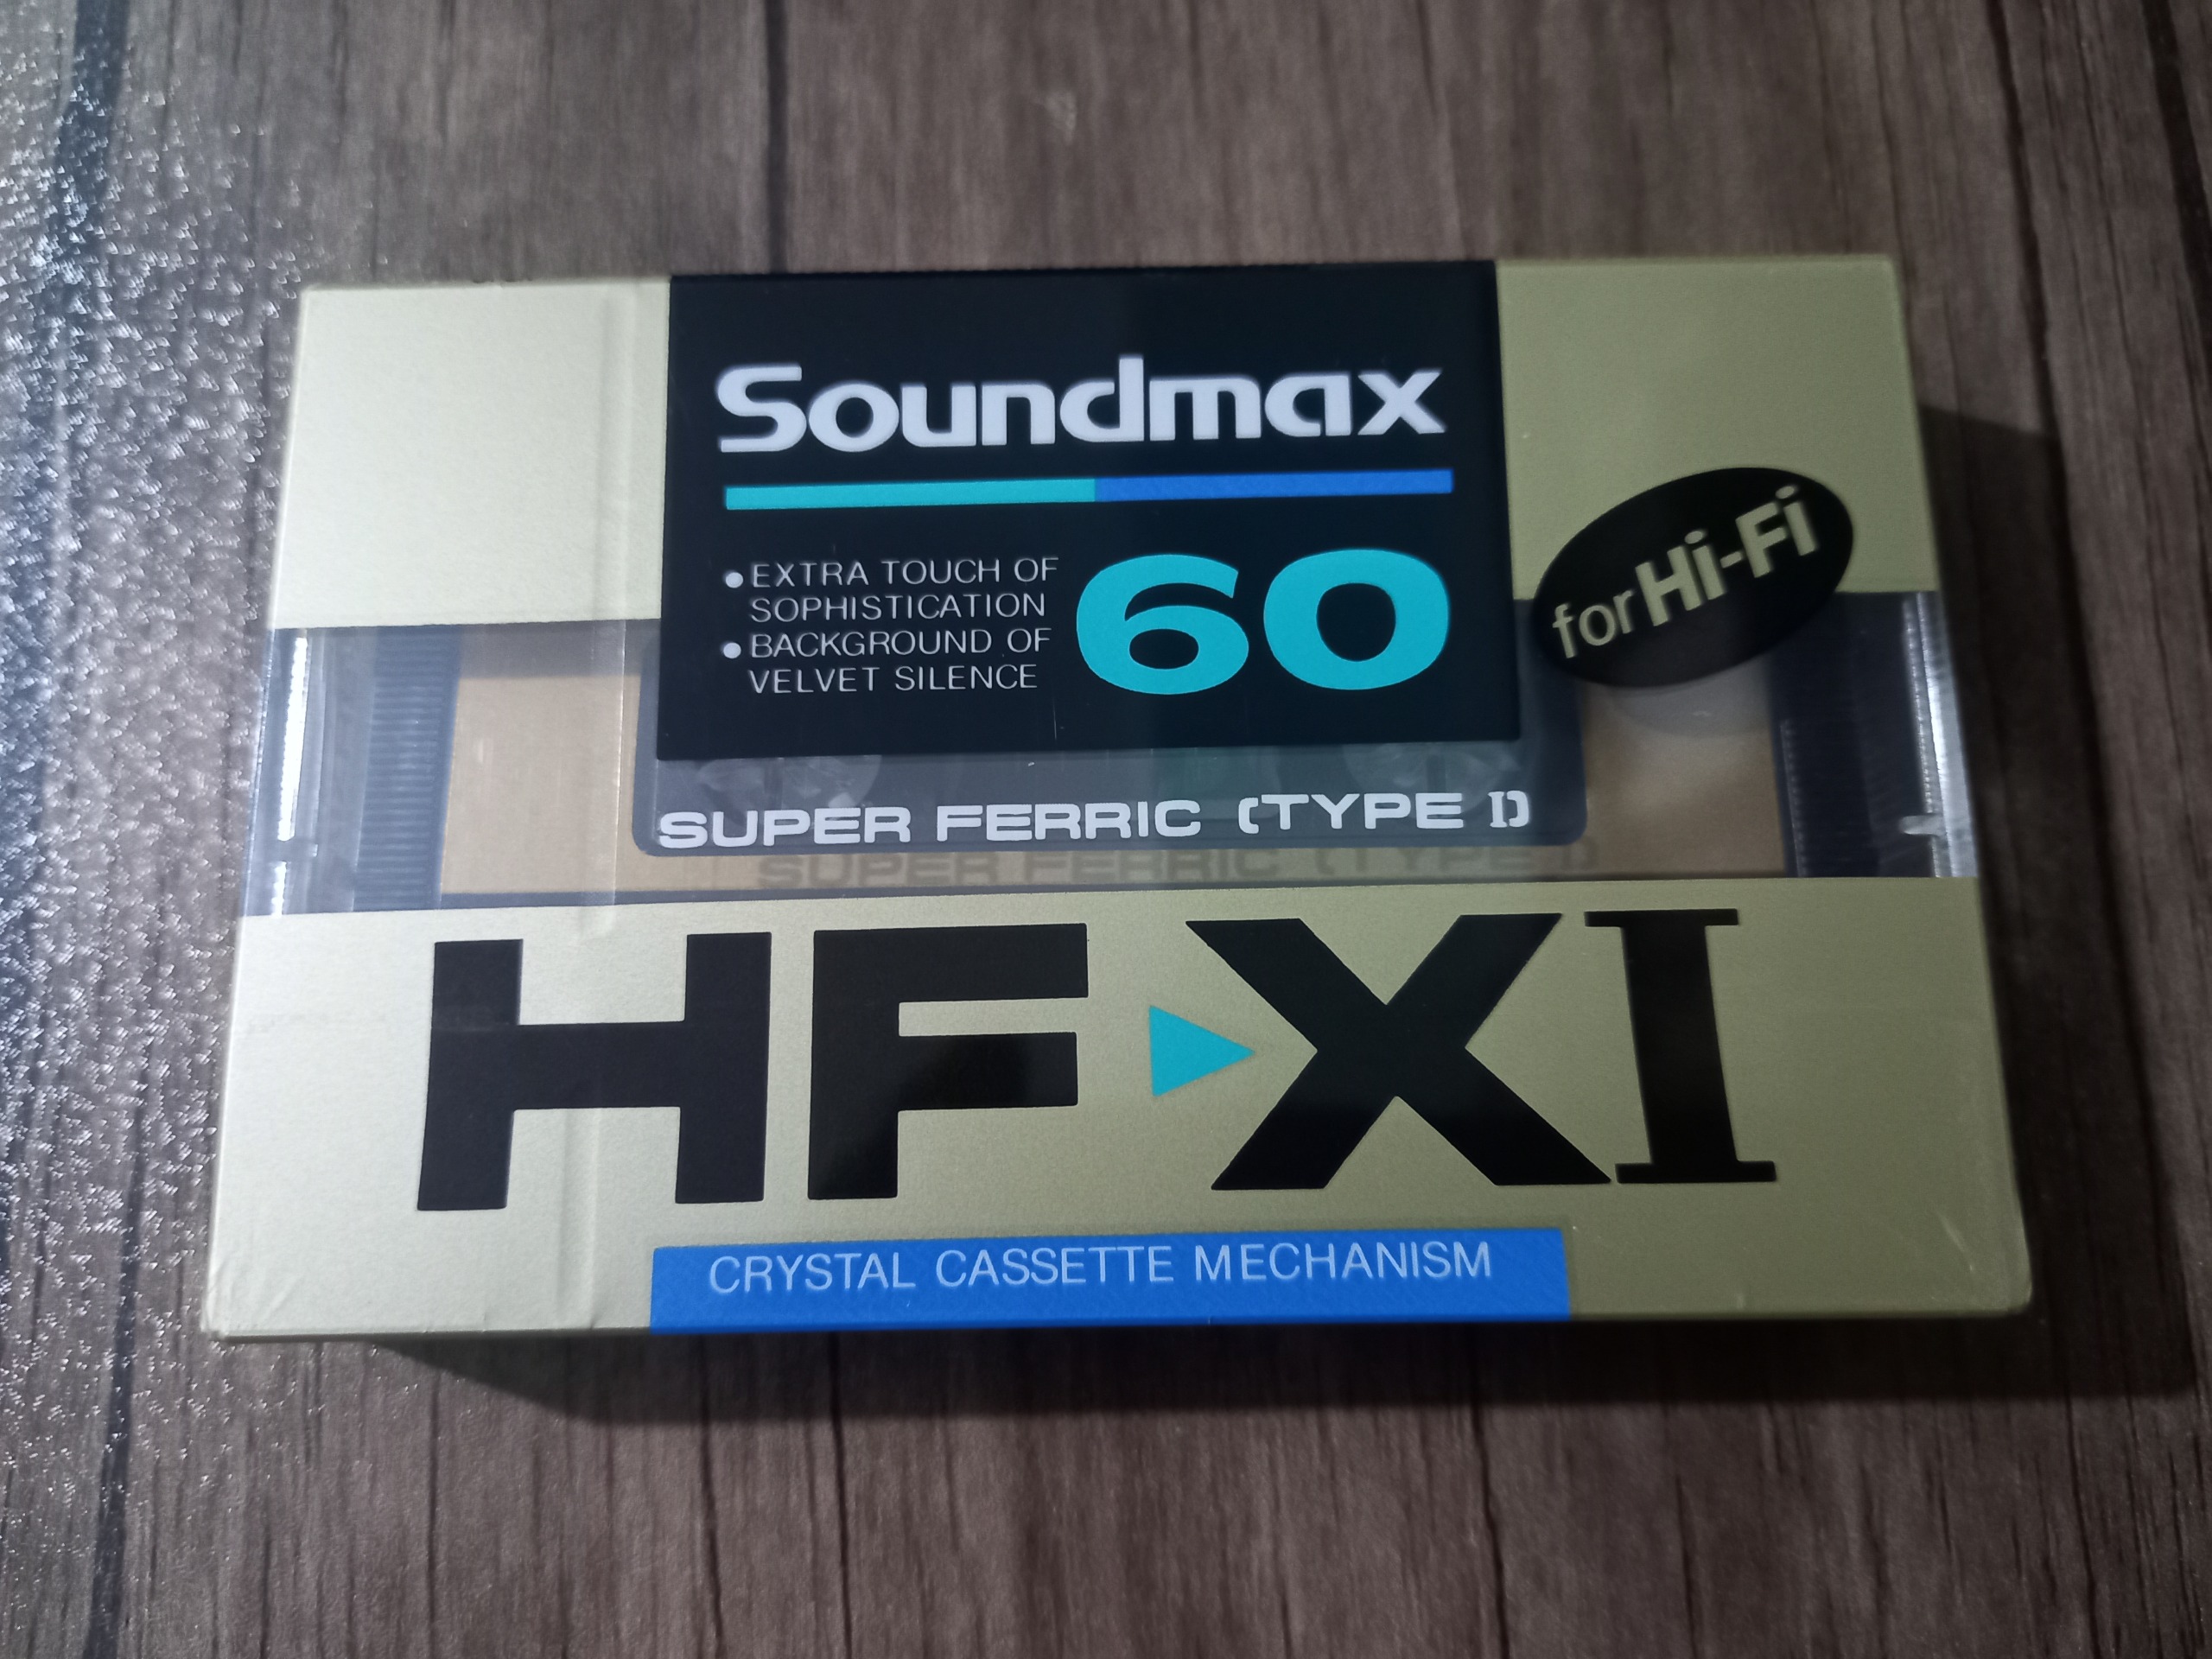 Soundmax
● EXTRA TOUCH OF
SOPHISTICATION
● BACKGROUND OF
VELVET SILENCE
60
for Hi-Fi
SUPER FERRIC (TYPE I)
HF▶XI
CRYSTAL CASSETTE MECHANISM